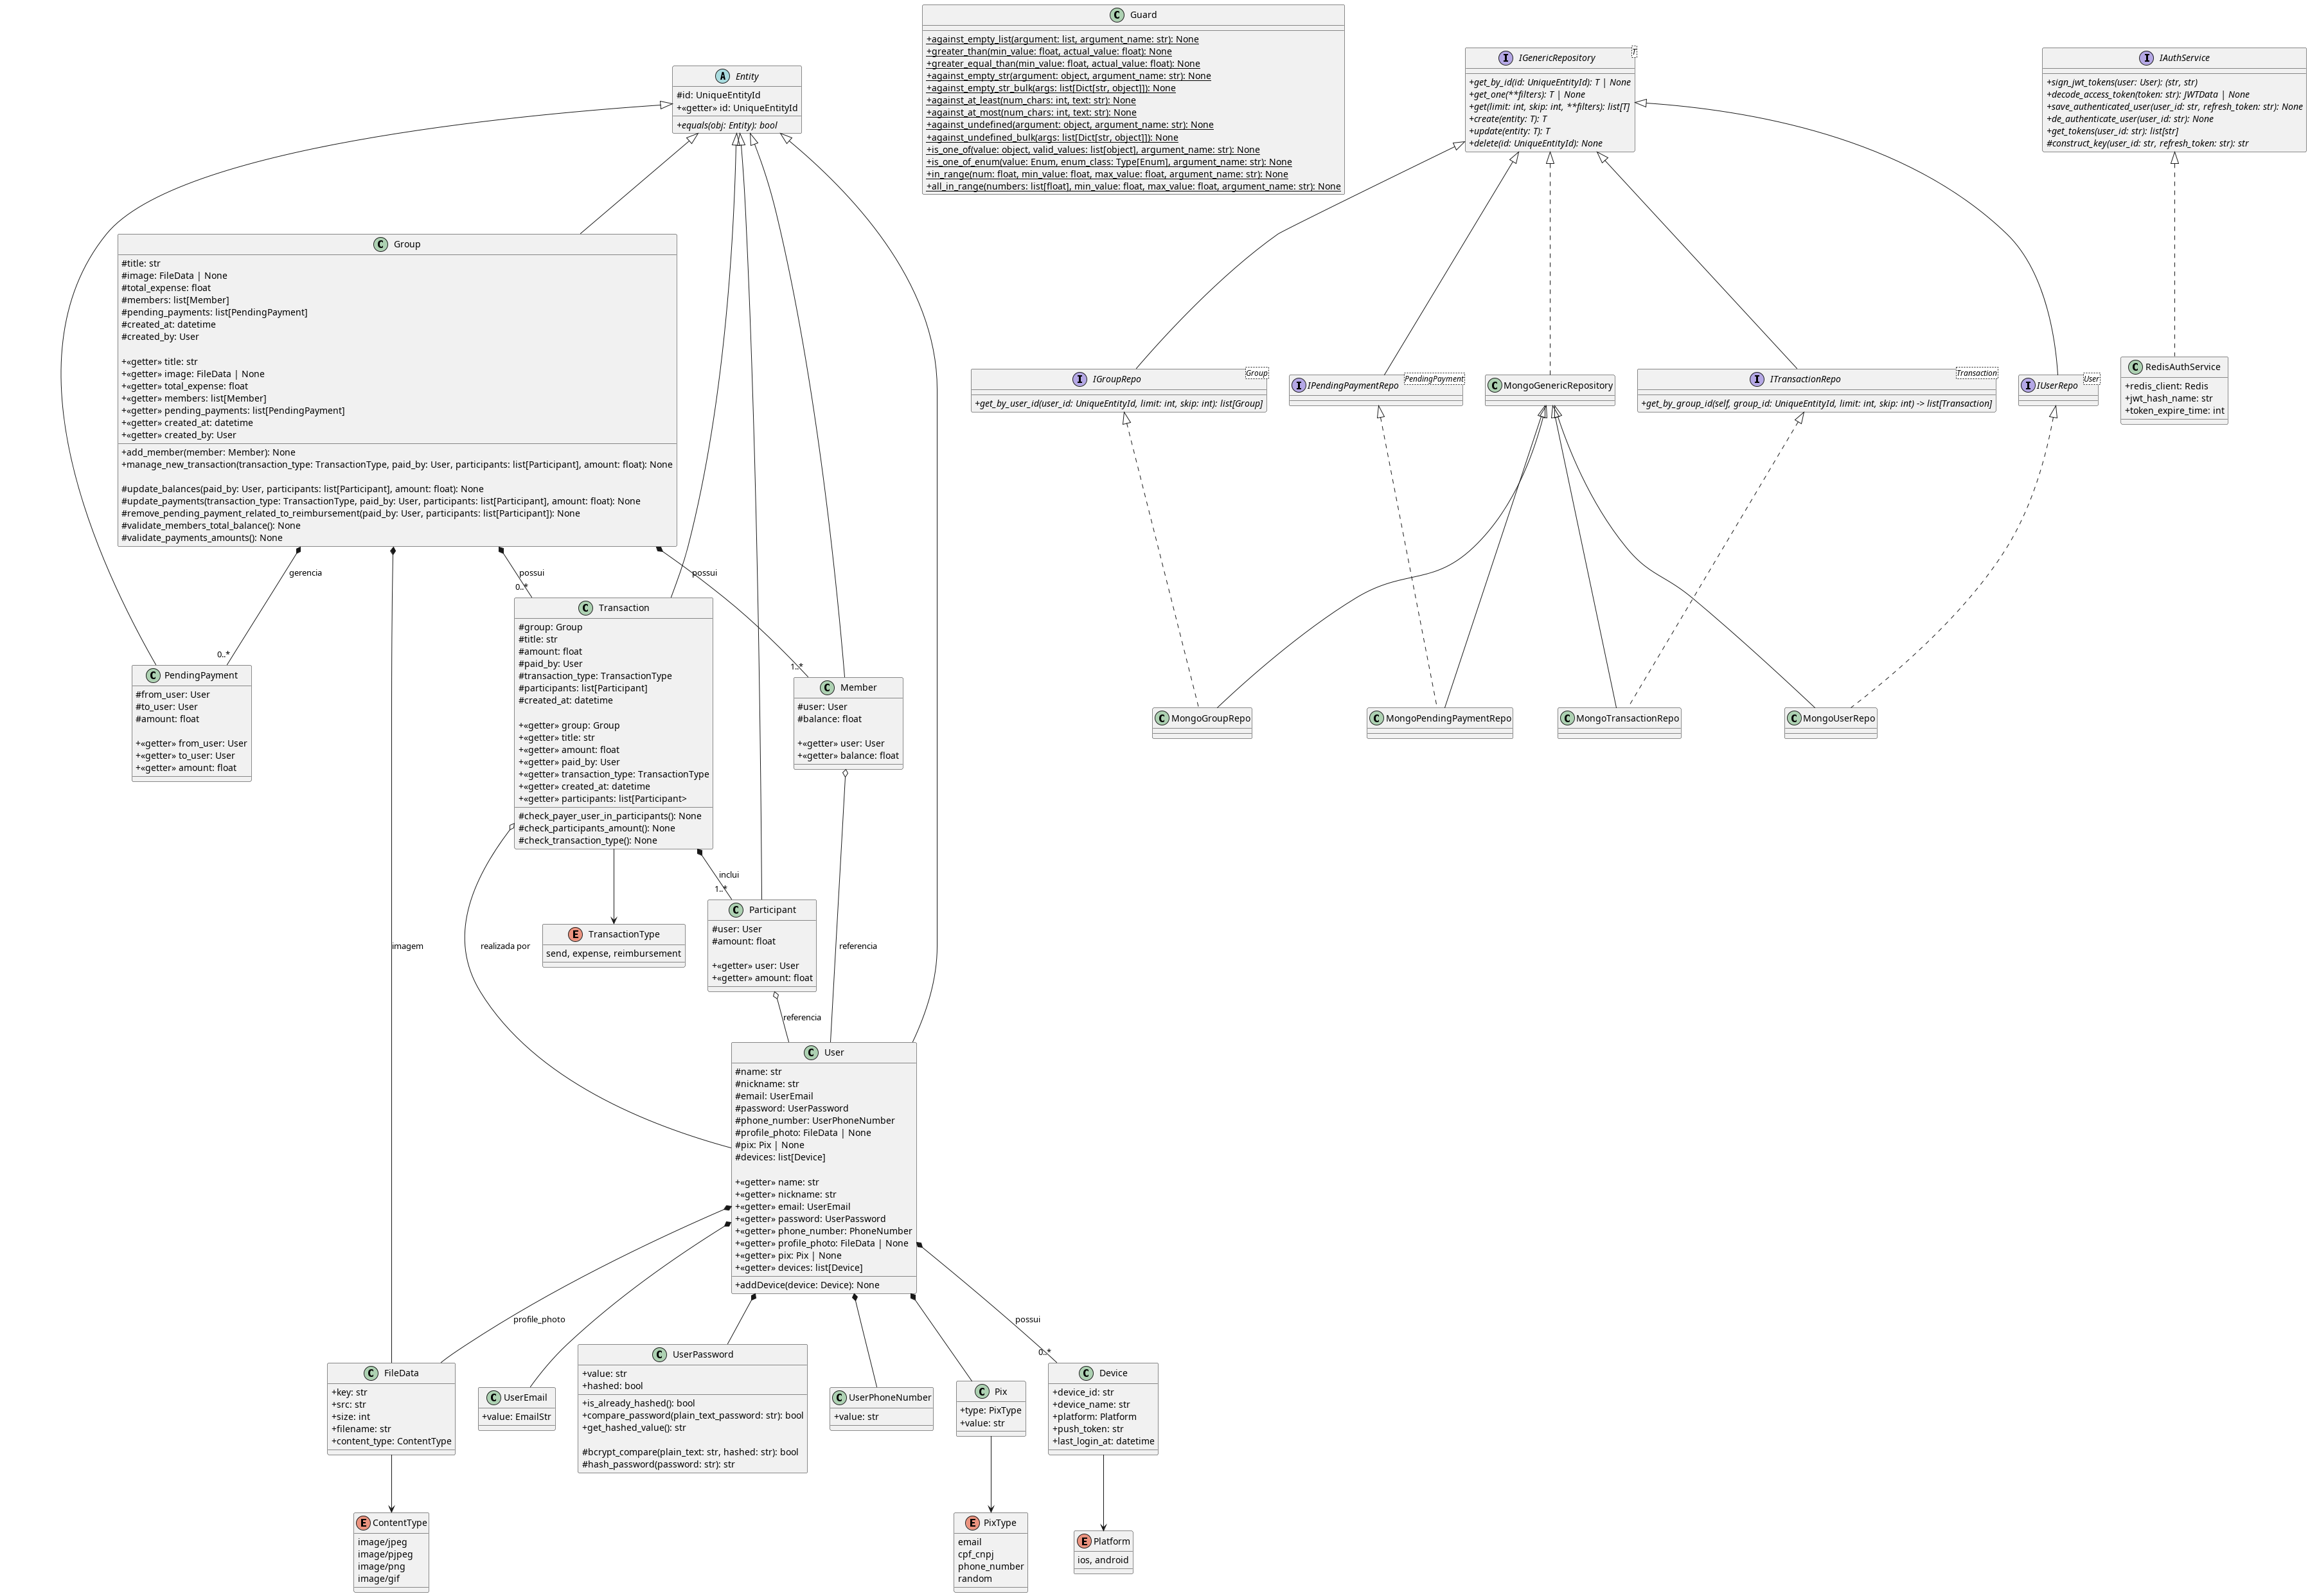 Guard
+against_empty_list(argument: list, argument_name: str): None
+greater_than(min_value: float, actual_value: float): None
+greater_equal_than(min_value: float, actual_value: float): None
+against_empty_str(argument: object, argument_name: str): None
+against_empty_str_bulk(args: list[Dict[str, object]]): None
+against_at_least(num_chars: int, text: str): None
+against_at_most(num_chars: int, text: str): None
+against_undefined(argument: object, argument_name: str): None
+against_undefined_bulk(args: list[Dict[str, object]]): None
+is_one_of(value: object, valid_values: list[object], argument_name: str): None
+is_one_of_enum(value: Enum, enum_class: Type[Enum], argument_name: str): None
+in_range(num: float, min_value: float, max_value: float, argument_name: str): None
+all_in_range(numbers: list[float], min_value: float, max_value: float, argument_name: str): None
IGenericRepository
T
+get_by_id(id: UniqueEntityId): T | None
+get_one(**filters): T | None
+get(limit: int, skip: int, **filters): list[T]
+create(entity: T): T
+update(entity: T): T
+delete(id: UniqueEntityId): None
IAuthService
+sign_jwt_tokens(user: User): (str, str)
+decode_access_token(token: str): JWTData | None
+save_authenticated_user(user_id: str, refresh_token: str): None
+de_authenticate_user(user_id: str): None
+get_tokens(user_id: str): list[str]
#construct_key(user_id: str, refresh_token: str): str
Entity
#id: UniqueEntityId
+«getter» id: UniqueEntityId
+equals(obj: Entity): bool
Group
#title: str
#image: FileData | None
#total_expense: float
#members: list[Member]
#pending_payments: list[PendingPayment]
#created_at: datetime
#created_by: User
+«getter» title: str
+«getter» image: FileData | None
+«getter» total_expense: float
+«getter» members: list[Member]
+«getter» pending_payments: list[PendingPayment]
+«getter» created_at: datetime
+«getter» created_by: User
+add_member(member: Member): None
+manage_new_transaction(transaction_type: TransactionType, paid_by: User, participants: list[Participant], amount: float): None
#update_balances(paid_by: User, participants: list[Participant], amount: float): None
#update_payments(transaction_type: TransactionType, paid_by: User, participants: list[Participant], amount: float): None
#remove_pending_payment_related_to_reimbursement(paid_by: User, participants: list[Participant]): None
#validate_members_total_balance(): None
#validate_payments_amounts(): None
IGroupRepo
Group
+get_by_user_id(user_id: UniqueEntityId, limit: int, skip: int): list[Group]
IPendingPaymentRepo
PendingPayment
MongoGenericRepository
ITransactionRepo
Transaction
+get_by_group_id(self, group_id: UniqueEntityId, limit: int, skip: int) -> list[Transaction]
IUserRepo
User
RedisAuthService
+redis_client: Redis
+jwt_hash_name: str
+token_expire_time: int
gerencia
possui
possui
0..*
0..*
1..*
PendingPayment
#from_user: User
#to_user: User
#amount: float
+«getter» from_user: User
+«getter» to_user: User
+«getter» amount: float
Transaction
#group: Group
#title: str
#amount: float
#paid_by: User
#transaction_type: TransactionType
#participants: list[Participant]
#created_at: datetime
+«getter» group: Group
+«getter» title: str
+«getter» amount: float
+«getter» paid_by: User
+«getter» transaction_type: TransactionType
+«getter» created_at: datetime
+«getter» participants: list[Participant>
#check_payer_user_in_participants(): None
#check_participants_amount(): None
#check_transaction_type(): None
Member
#user: User
#balance: float
+«getter» user: User
+«getter» balance: float
MongoGroupRepo
MongoPendingPaymentRepo
MongoTransactionRepo
MongoUserRepo
inclui
1..*
imagem
realizada por
TransactionType
send, expense, reimbursement
Participant
#user: User
#amount: float
+«getter» user: User
+«getter» amount: float
referencia
referencia
User
#name: str
#nickname: str
#email: UserEmail
#password: UserPassword
#phone_number: UserPhoneNumber
#profile_photo: FileData | None
#pix: Pix | None
#devices: list[Device]
+«getter» name: str
+«getter» nickname: str
+«getter» email: UserEmail
+«getter» password: UserPassword
+«getter» phone_number: PhoneNumber
+«getter» profile_photo: FileData | None
+«getter» pix: Pix | None
+«getter» devices: list[Device]
+addDevice(device: Device): None
profile_photo
possui
0..*
FileData
+key: str
+src: str
+size: int
+filename: str
+content_type: ContentType
UserEmail
+value: EmailStr
UserPassword
+value: str
+hashed: bool
+is_already_hashed(): bool
+compare_password(plain_text_password: str): bool
+get_hashed_value(): str
#bcrypt_compare(plain_text: str, hashed: str): bool
#hash_password(password: str): str
UserPhoneNumber
+value: str
Pix
+type: PixType
+value: str
Device
+device_id: str
+device_name: str
+platform: Platform
+push_token: str
+last_login_at: datetime
ContentType
image/jpeg
image/pjpeg
image/png
image/gif
PixType
email
cpf_cnpj
phone_number
random
Platform
ios, android